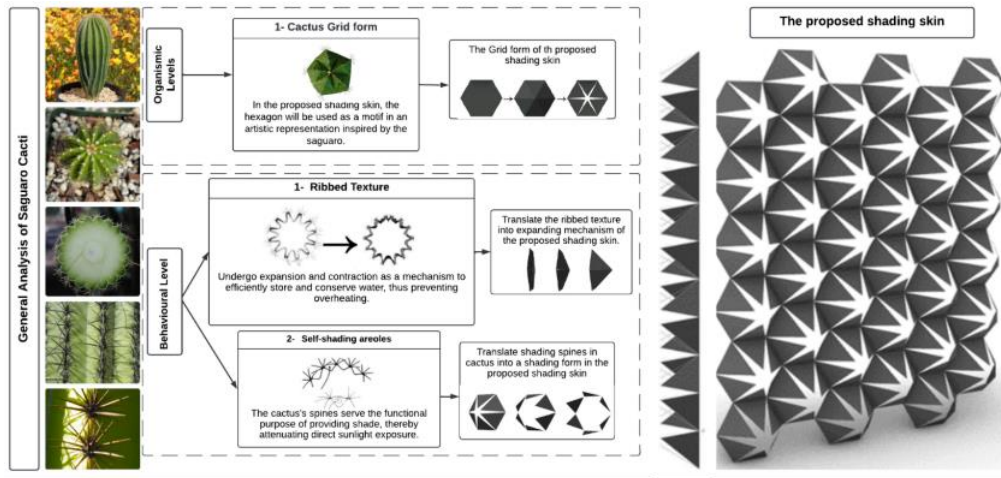 General Analysis of Saguaro Cacti
Organismic
Levels
1- Cactus Grid form
In the proposed shading skin, the
hexagon will be used as a motif in an
artistic representation inspired by the
saguaro.
The Grid form of th proposed
shading skin
Behavioural Level
1- Ribbed Texture
Undergo expansion and contraction as a mechanism to
efficiently store and conserve water, thus preventing
overheating.
Translate the ribbed texture
into expanding mechanism of
the proposed shading skin.
2- Self-shading areoles
The cactus's spines serve the functional
purpose of providing shade, thereby
attenuating direct sunlight exposure.
Translate shading spines in
cactus into a shading form in the
proposed shading skin
The proposed shading skin